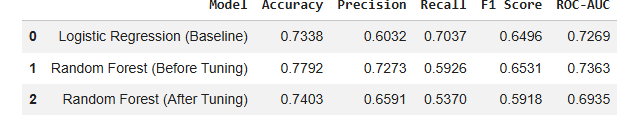 Model Accuracy Precision Recall F1 Score ROC-AUC
0 Logistic Regression (Baseline) 0.7338 0.6032 0.7037 0.6496 0.7269
1 Random Forest (Before Tuning) 0.7792 0.7273 0.5926 0.6531 0.7363
2 Random Forest (After Tuning) 0.7403 0.6591 0.5370 0.5918 0.6935